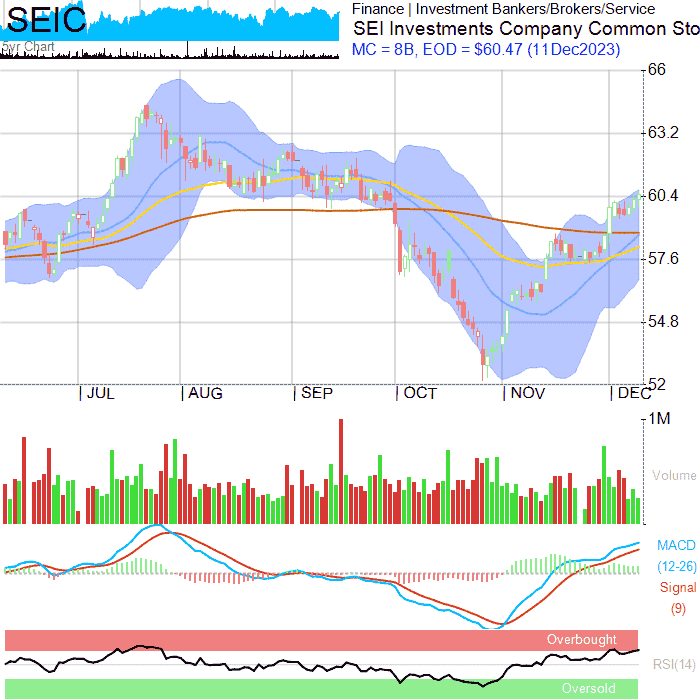 SEIC
5yr Chart
Finance | Investment Bankers/Brokers/Service
SEI Investments Company Common Sto
MC = 8B, EOD = $60.47 (11Dec2023)
66
63.2
60.4
57.6
54.8
52
| JUL | AUG | SEP | OCT | NOV | DEC
1M
Volume
MACD
(12-26)
Signal
(9)
Overbought
RSI(14)
Oversold